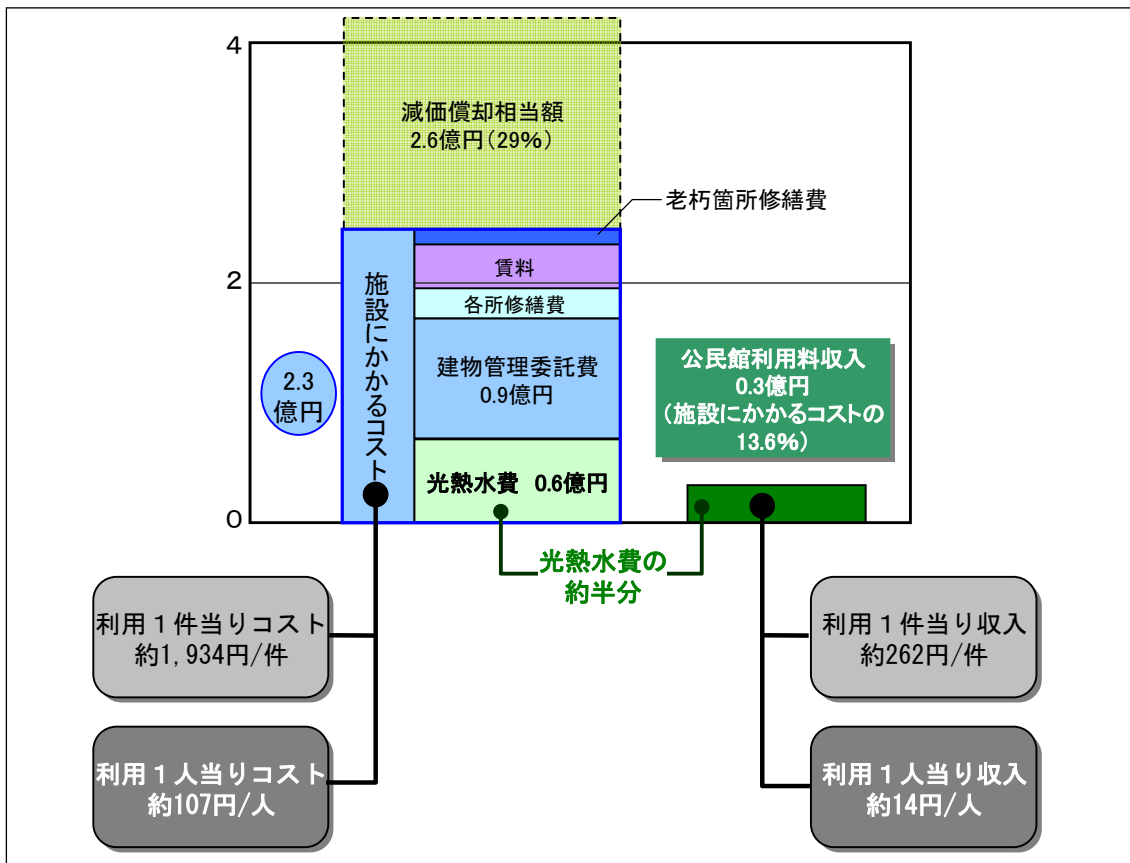 4
減価償却相当額
2.6億円(29%)
老朽箇所修繕費
賃料
2
各所修繕費
施設にかかるコスト
2.3
億円
建物管理委託費
0.9億円
公民館利用料収入
0.3億円
(施設にかかるコストの
13.6%)
光熱水費 0.6億円
0
光熱水費の
約半分
利用1件当りコスト
約1,934円/件
利用1件当り収入
約262円/件
利用1人当りコスト
約107円/人
利用1人当り収入
約14円/人